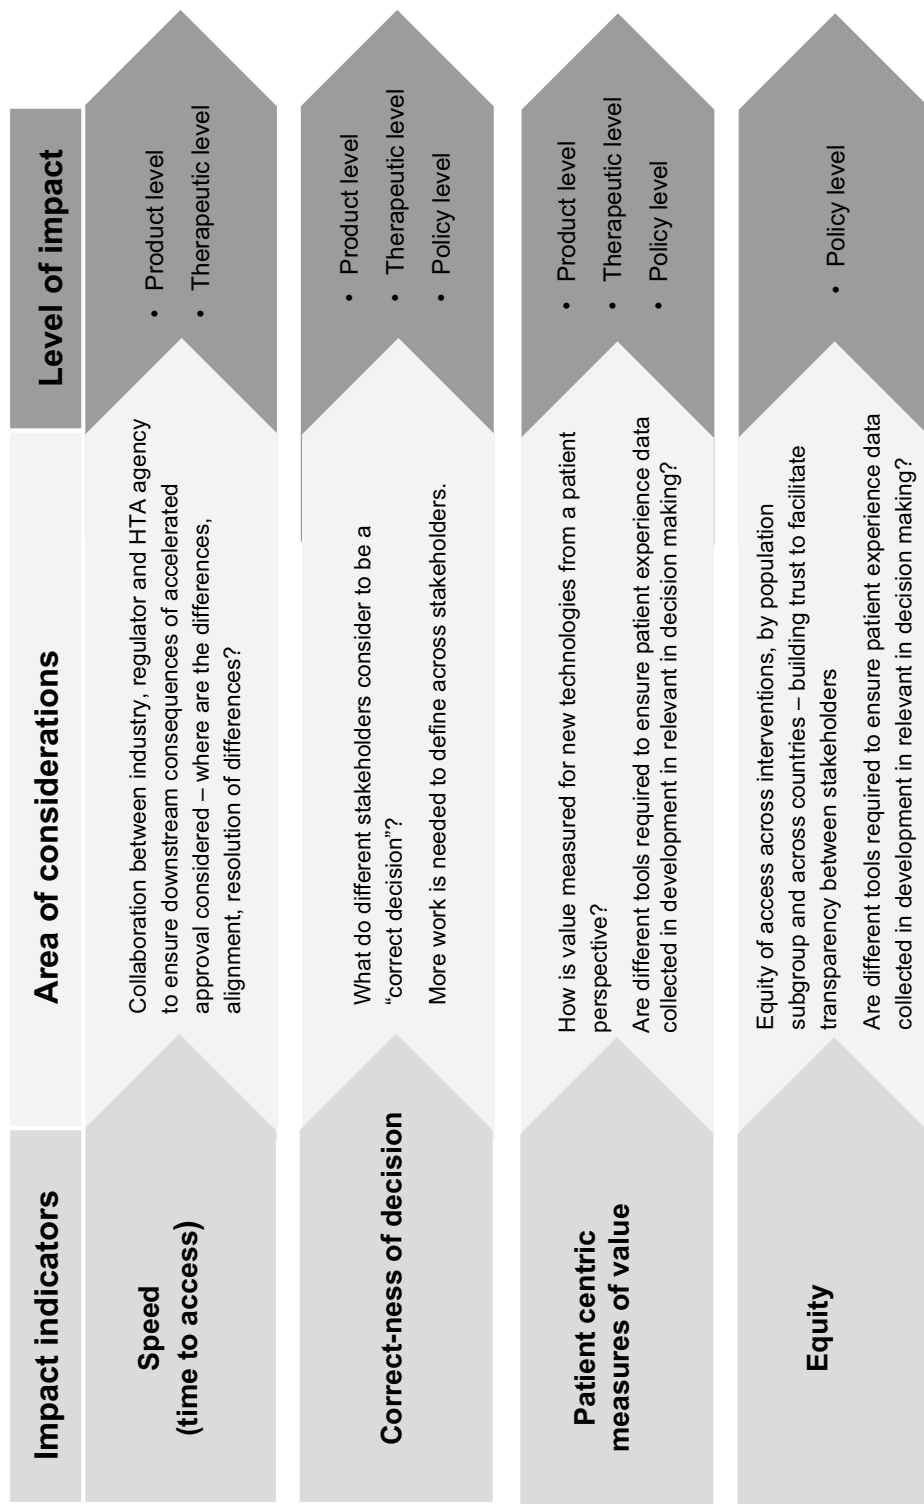 Impact indicators
Area of considerations
Level of impact
Speed
(time to access)
Collaboration between industry, regulator and HTA agency
to ensure downstream consequences of accelerated
approval considered – where are the differences,
alignment, resolution of differences?
• Product level
• Therapeutic level
Correct-ness of decision
What do different stakeholders consider to be a
“correct decision”?
More work is needed to define across stakeholders.
• Product level
• Therapeutic level
• Policy level
Patient centric
measures of value
How is value measured for new technologies from a patient
perspective?
Are different tools required to ensure patient experience data
collected in development in relevant in decision making?
• Product level
• Therapeutic level
• Policy level
Equity
Equity of access across interventions, by population
subgroup and across countries – building trust to facilitate
transparency between stakeholders
Are different tools required to ensure patient experience data
collected in development in relevant in decision making?
• Policy level